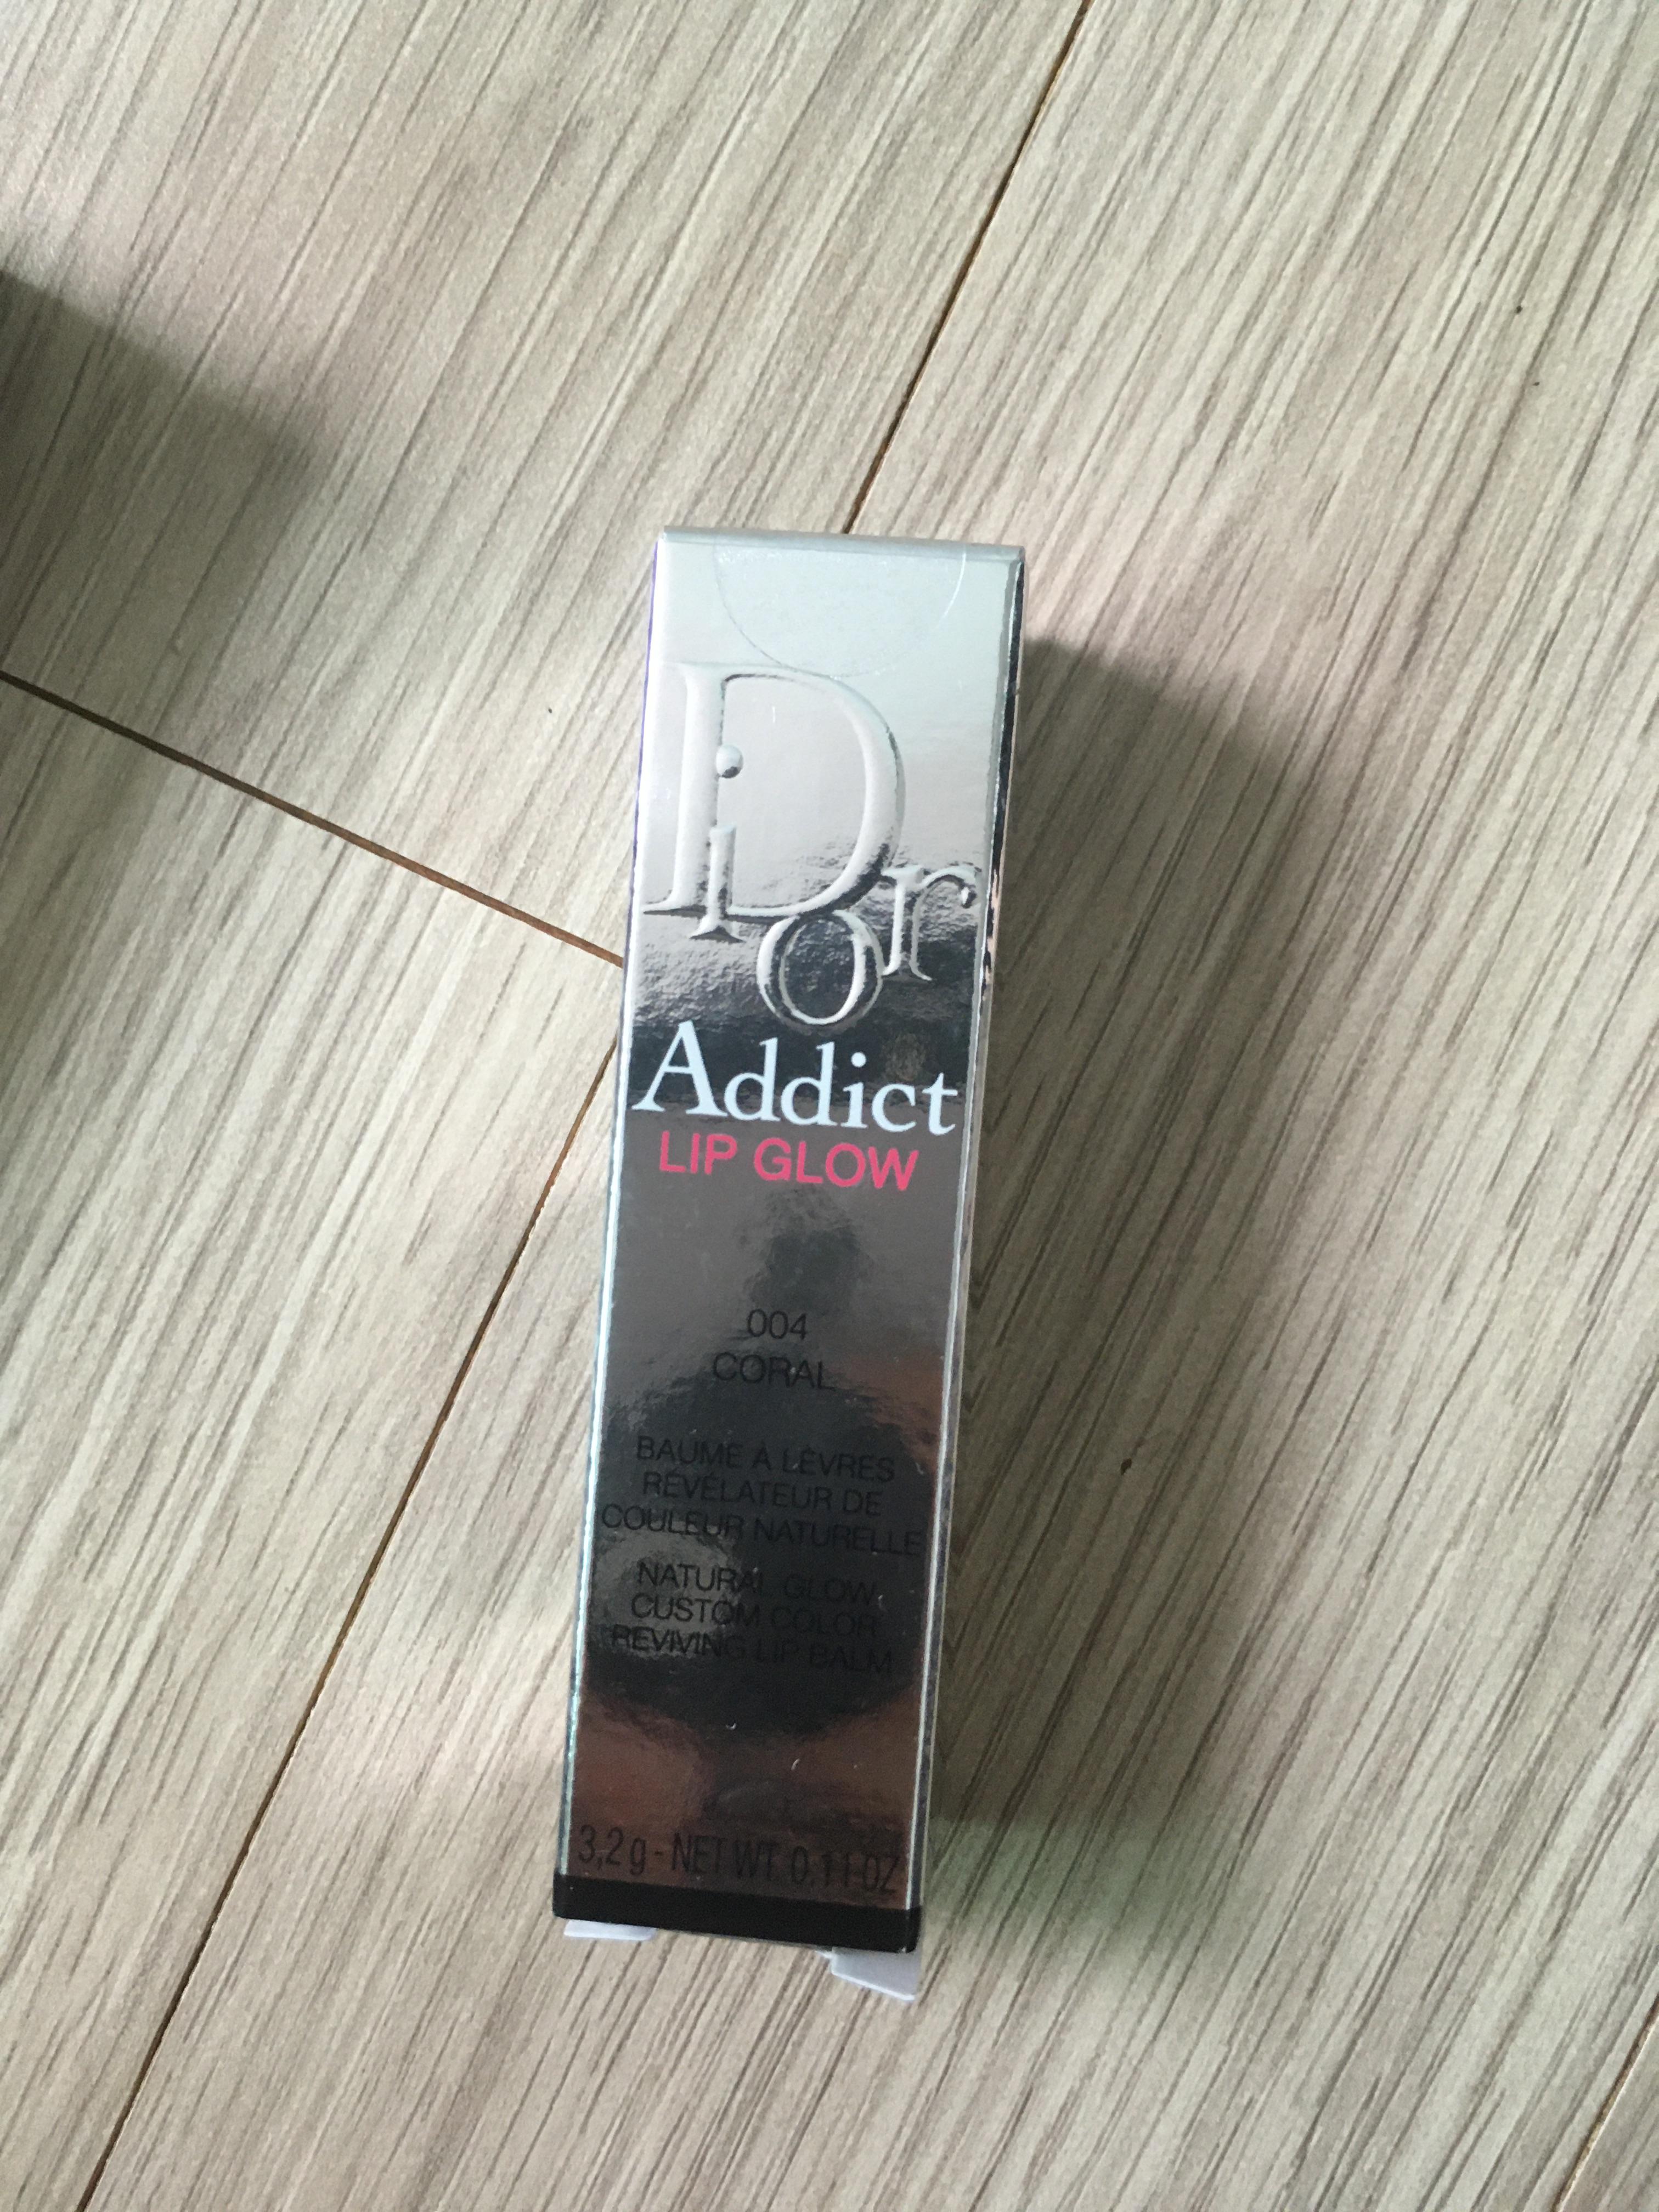 Dior
Addict
LIP GLOW
004
CORAL
BAUME À LÈVRES
RÉVÉLATEUR DE
COULEUR NATURELLE
NATURAL GLOW
CUSTOM COLOR
REVIVING LIP BALM
3,2 g - NET WT. 0.11 OZ